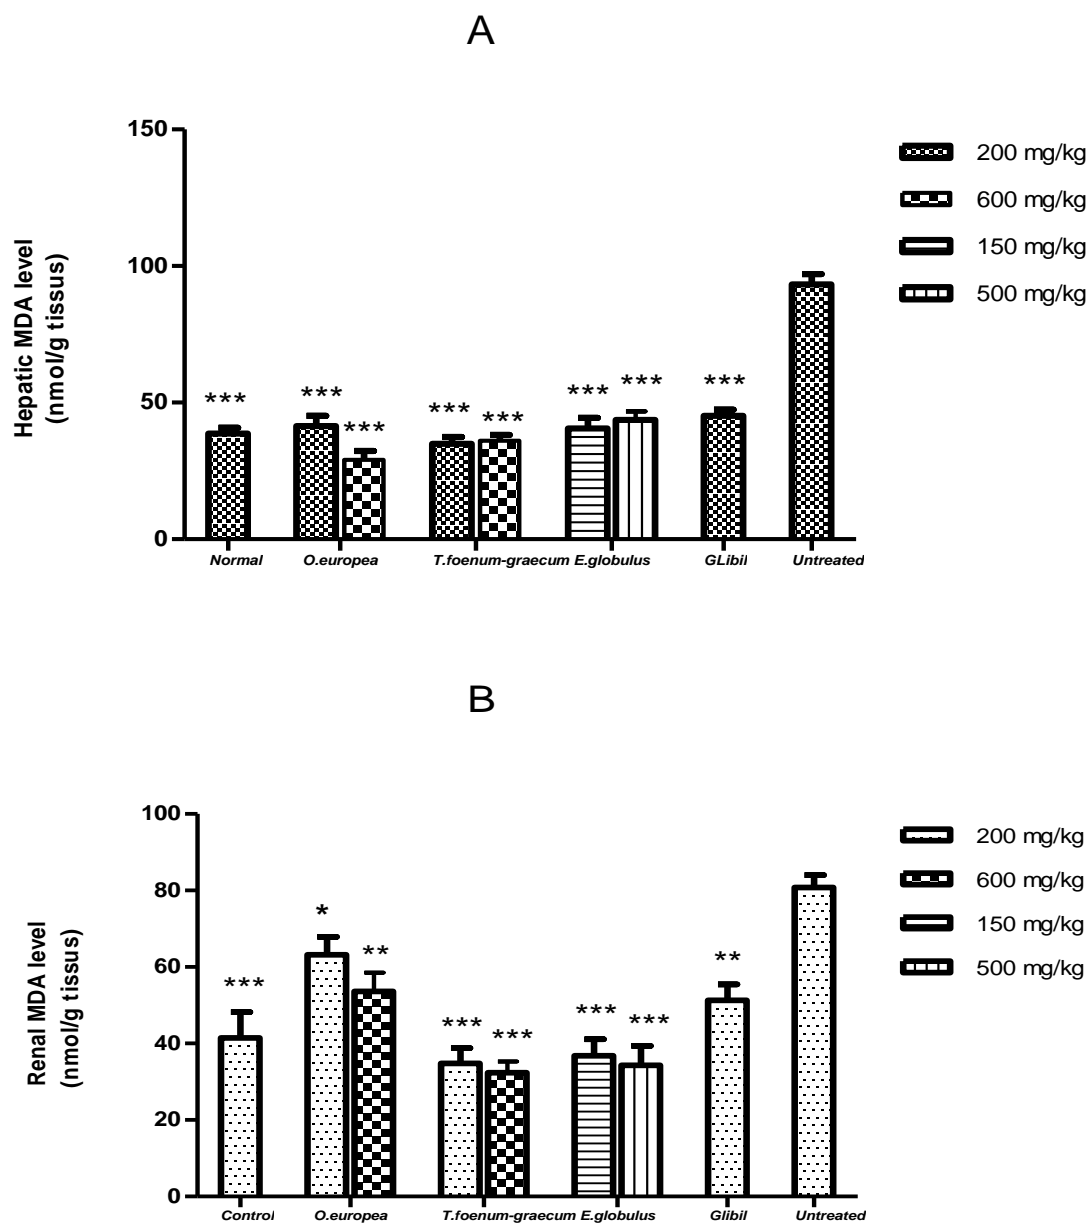 A
150
100
50
0
Hepatic MDA level
(nmol/g tissus)
***
***
***
***
***
***
***
***
Normal O.europea T.foenum-graecum E.globulus GLibil Untreated
200 mg/kg
600 mg/kg
150 mg/kg
500 mg/kg
B
100
80
60
40
20
0
Renal MDA level
(nmol/g tissus)
***
*
**
***
***
***
***
**
Control O.europea T.foenum-graecum E.globulus Glibil Untreated
200 mg/kg
600 mg/kg
150 mg/kg
500 mg/kg